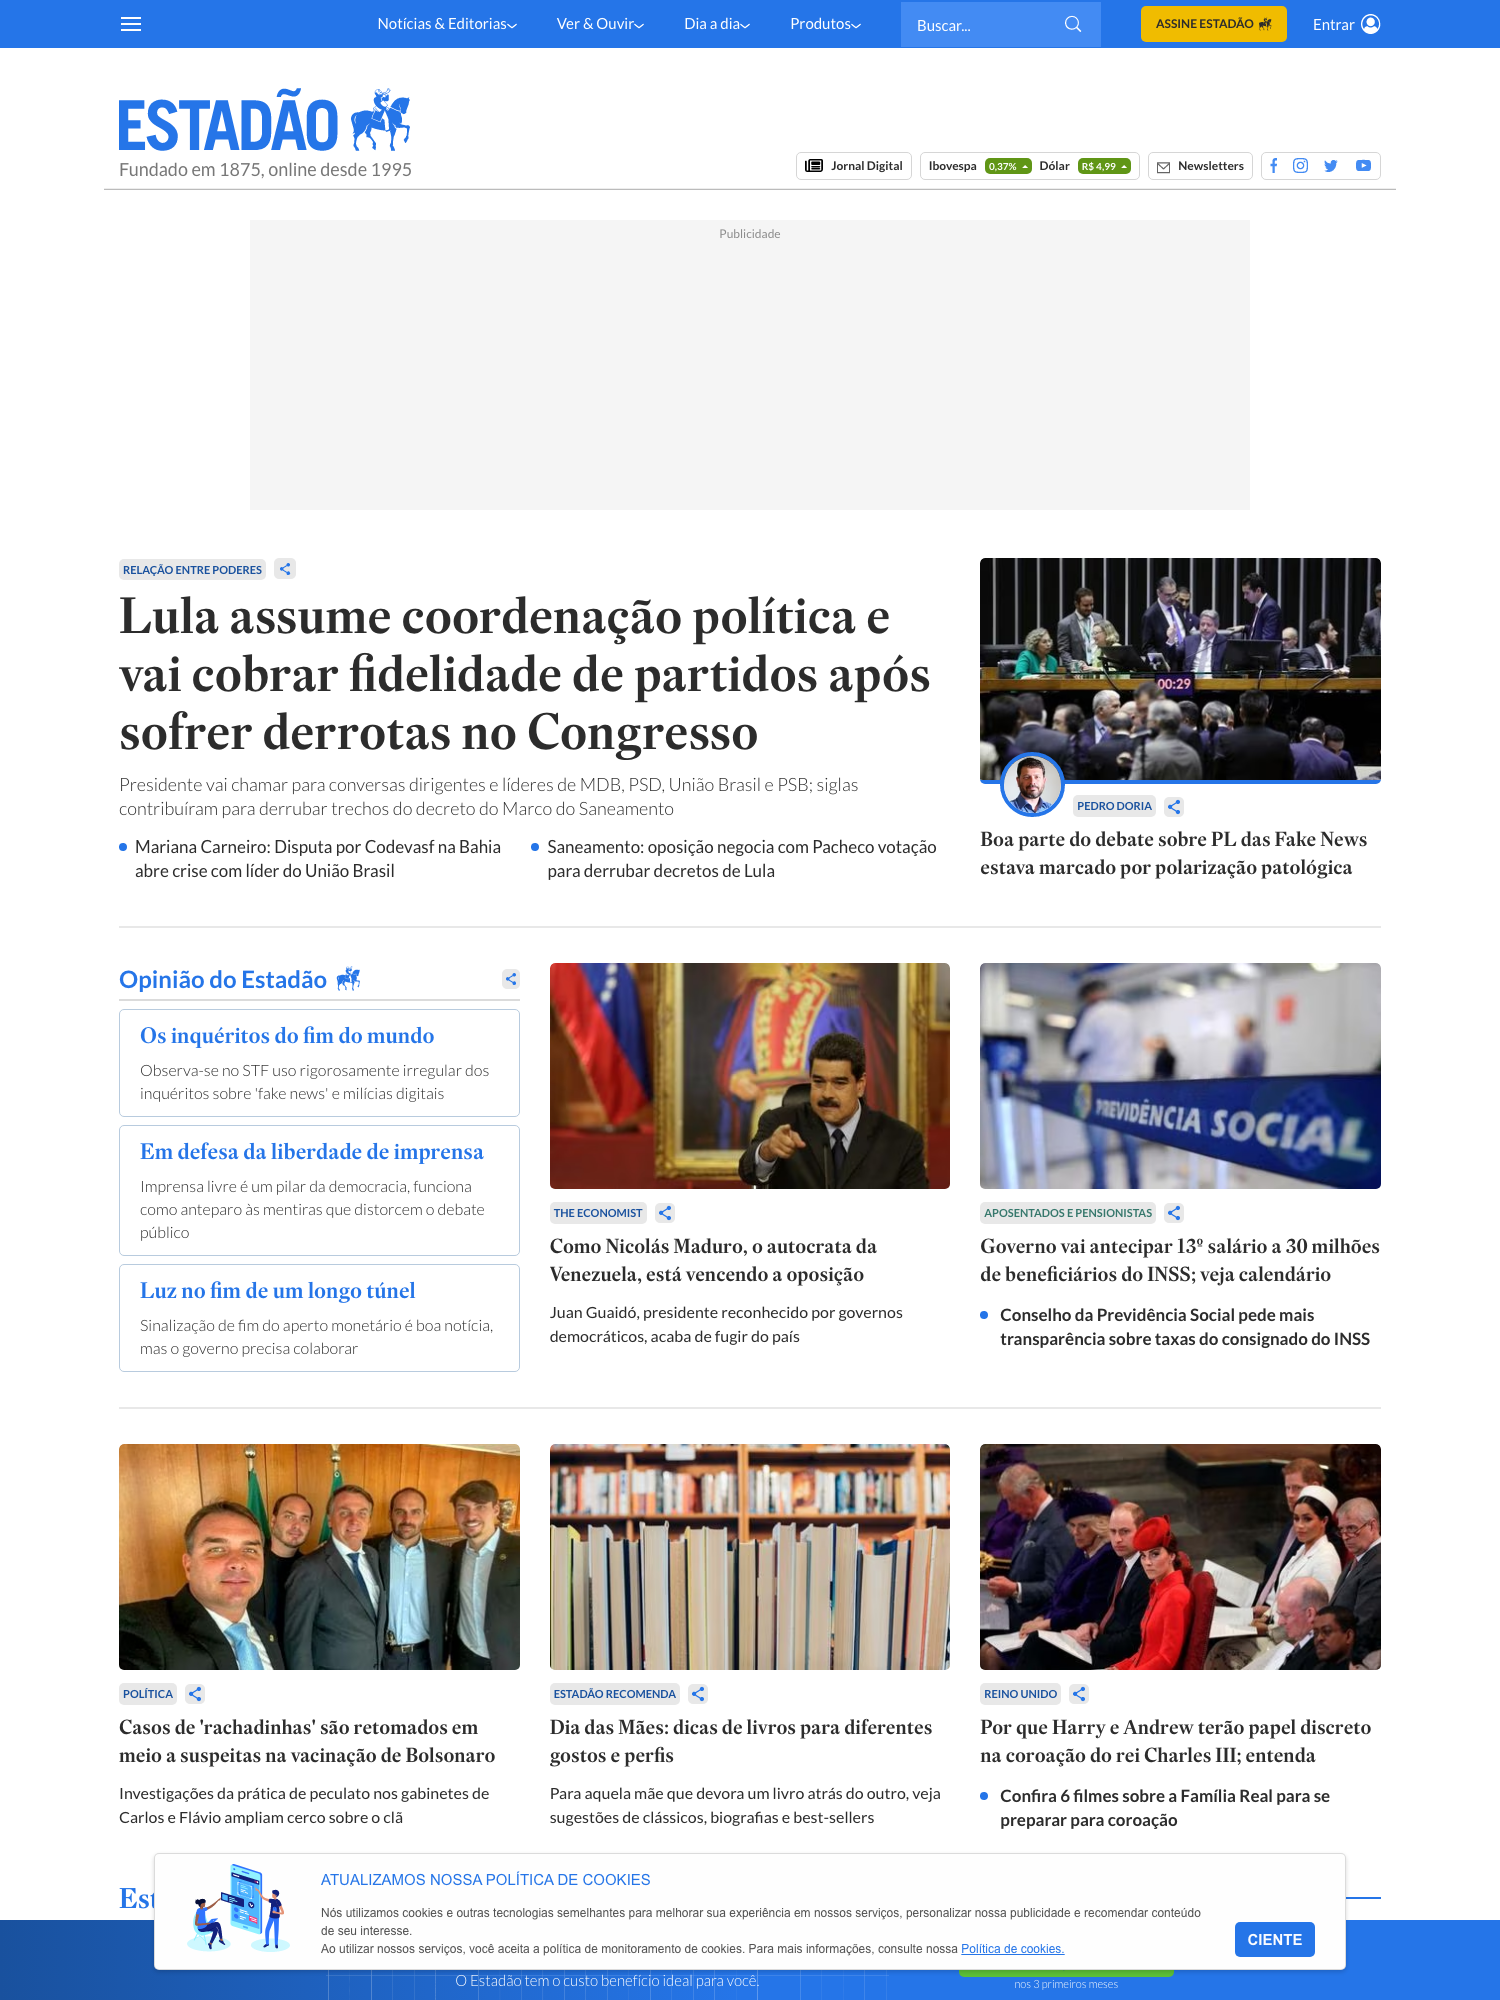 Notícias & Editorias
Ver & Ouvir
Dia a dia
Produtos
Buscar...
ASSINE ESTADÃO
Entrar
ESTADÃO
Fundado em 1875, online desde 1995
Jornal Digital
Ibovespa 0,37% Dólar R$ 4,99
Newsletters
Publicidade
RELAÇÃO ENTRE PODERES
Lula assume coordenação política e
vai cobrar fidelidade de partidos após
sofrer derrotas no Congresso
Presidente vai chamar para conversas dirigentes e líderes de MDB, PSD, União Brasil e PSB; siglas
contribuíram para derrubar trechos do decreto do Marco do Saneamento
Mariana Carneiro: Disputa por Codevasf na Bahia
abre crise com líder do União Brasil
Saneamento: oposição negocia com Pacheco votação
para derrubar decretos de Lula
00:29
PEDRO DORIA
Boa parte do debate sobre PL das Fake News
estava marcado por polarização patológica
Opinião do Estadão
Os inquéritos do fim do mundo
Observa-se no STF uso rigorosamente irregular dos
inquéritos sobre 'fake news' e milícias digitais
Em defesa da liberdade de imprensa
Imprensa livre é um pilar da democracia, funciona
como anteparo às mentiras que distorcem o debate
público
Luz no fim de um longo túnel
Sinalização de fim do aperto monetário é boa notícia,
mas o governo precisa colaborar
THE ECONOMIST
Como Nicolás Maduro, o autocrata da
Venezuela, está vencendo a oposição
Juan Guaidó, presidente reconhecido por governos
democráticos, acaba de fugir do país
PREVIDÊNCIA SOCIAL
APOSENTADOS E PENSIONISTAS
Governo vai antecipar 13º salário a 30 milhões
de beneficiários do INSS; veja calendário
Conselho da Previdência Social pede mais
transparência sobre taxas do consignado do INSS
POLÍTICA
Casos de 'rachadinhas' são retomados em
meio a suspeitas na vacinação de Bolsonaro
Investigações da prática de peculato nos gabinetes de
Carlos e Flávio ampliam cerco sobre o clã
ESTADÃO RECOMENDA
Dia das Mães: dicas de livros para diferentes
gostos e perfis
Para aquela mãe que devora um livro atrás do outro, veja
sugestões de clássicos, biografias e best-sellers
REINO UNIDO
Por que Harry e Andrew terão papel discreto
na coroação do rei Charles III; entenda
Confira 6 filmes sobre a Família Real para se
preparar para coroação
ATUALIZAMOS NOSSA POLÍTICA DE COOKIES
Nós utilizamos cookies e outras tecnologias semelhantes para melhorar sua experiência em nossos serviços, personalizar nossa publicidade e recomendar conteúdo
de seu interesse.
Ao utilizar nossos serviços, você aceita a política de monitoramento de cookies. Para mais informações, consulte nossa Política de cookies.
CIENTE
O Estadão tem o custo benefício ideal para você.
nos 3 primeiros meses